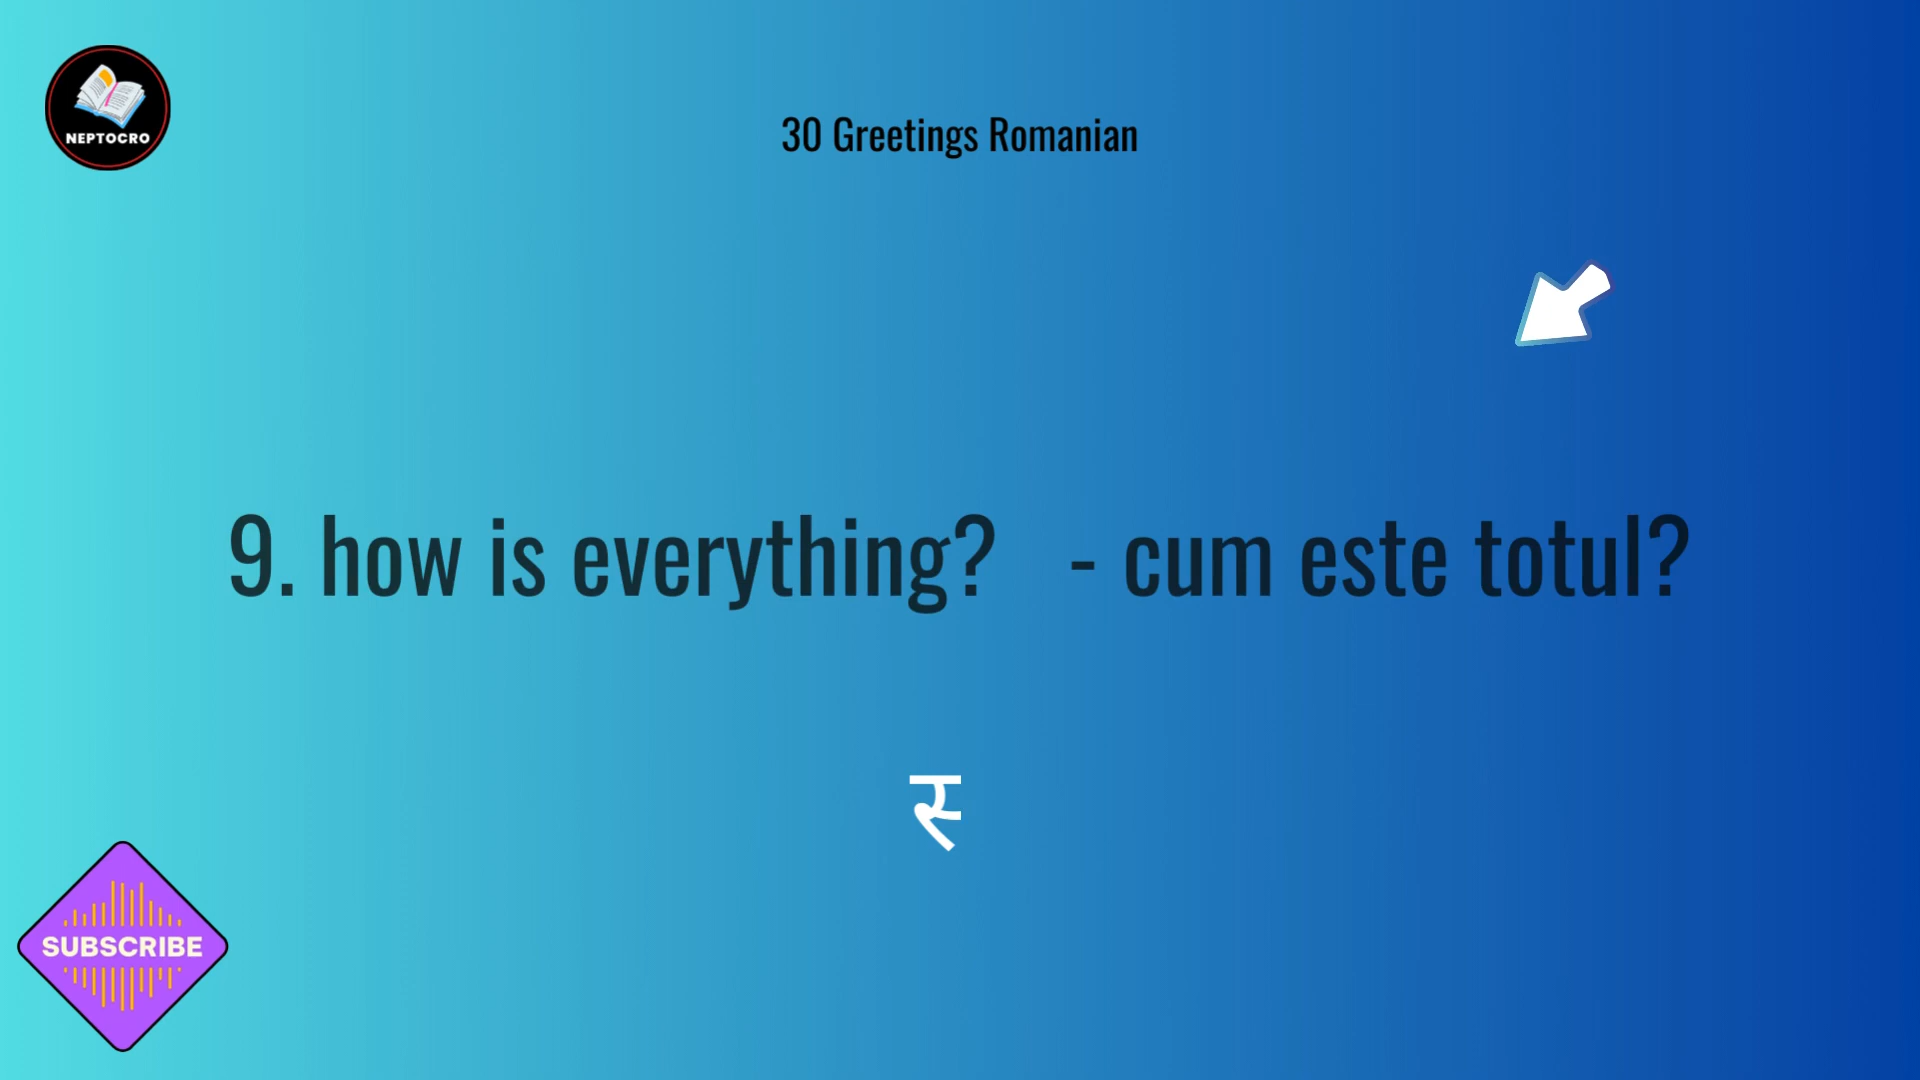 NEPTOCRO
30 Greetings Romanian
9. how is everything? - cum este totul?
स्
SUBSCRIBE